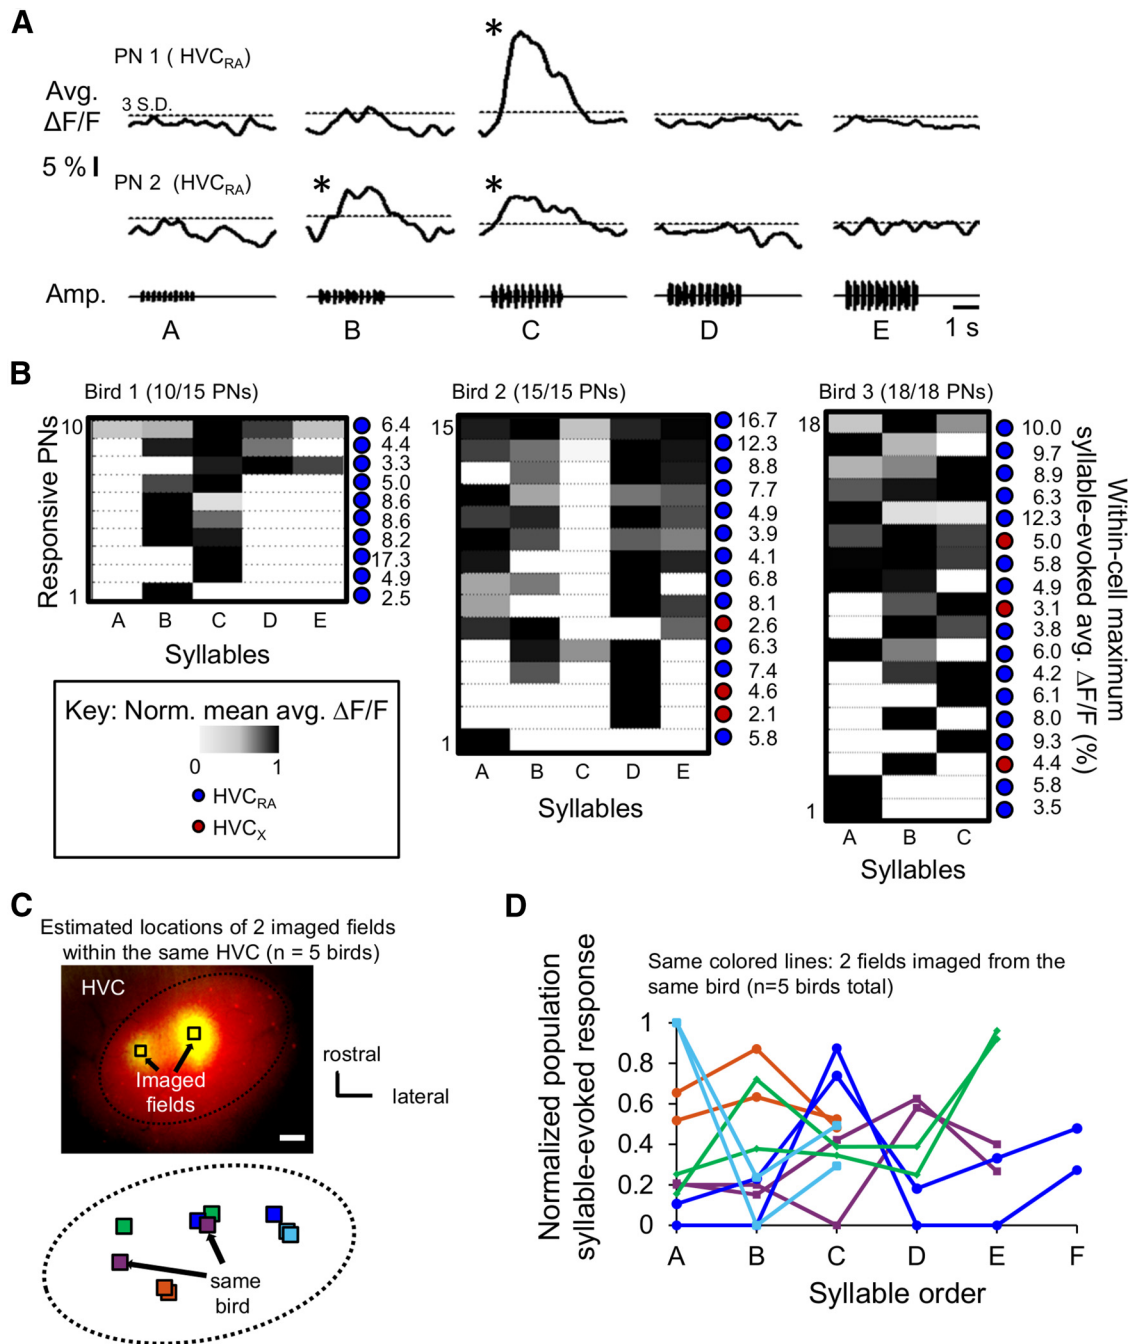 A
PN 1 ( HVCRA)
Avg.
ΔF/F
3 S.D.
*
5 % I
PN 2 (HVCRA)
* *
Amp.
A B C D E
1 s
B
Bird 1 (10/15 PNs)
Responsive PNs
10
1
6.4
4.4
3.3
5.0
8.6
8.6
8.2
17.3
4.9
2.5
A B C D E
Syllables
Bird 2 (15/15 PNs)
15
1
16.7
12.3
8.8
7.7
4.9
3.9
4.1
6.8
8.1
2.6
6.3
7.4
4.6
2.1
5.8
A B C D E
Syllables
Bird 3 (18/18 PNs)
18
1
10.0
9.7
8.9
6.3
12.3
5.0
5.8
4.9
3.1
3.8
6.0
4.2
6.1
8.0
9.3
4.4
5.8
3.5
A B C
Syllables
Within-cell maximum
syllable-evoked avg. ΔF/F (%)
Key: Norm. mean avg. ΔF/F
0 1
HVCRA
HVCX
C
Estimated locations of 2 imaged fields
within the same HVC (n = 5 birds)
HVC
Imaged
fields
rostral
lateral
same
bird
D
Same colored lines: 2 fields imaged from the
same bird (n=5 birds total)
Normalized population
syllable-evoked response
1
0.8
0.6
0.4
0.2
0
A B C D E F
Syllable order